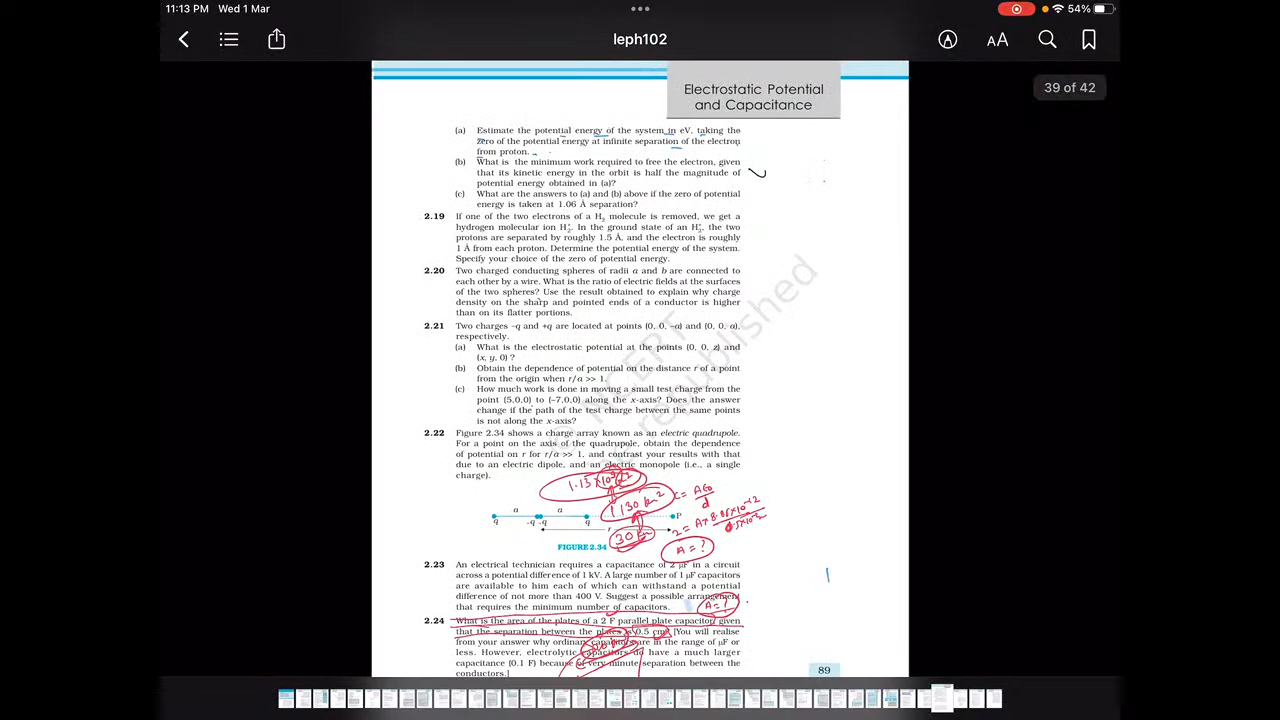 11:13 PM Wed 1 Mar
54%
leph102
39 of 42
Electrostatic Potential
and Capacitance
(a) Estimate the potential energy of the system in eV, taking the
zero of the potential energy at infinite separation of the electron
from proton.
(b) What is the minimum work required to free the electron, given
that its kinetic energy in the orbit is half the magnitude of
potential energy obtained in (a)?
(c) What are the answers to (a) and (b) above if the zero of potential
energy is taken at 1.06 Å separation?
2.19 If one of the two electrons of a H₂ molecule is removed, we get a
hydrogen molecular ion H₂⁺. In the ground state of an H₂⁺, the two
protons are separated by roughly 1.5 Å, and the electron is roughly
1 Å from each proton. Determine the potential energy of the system.
Specify your choice of the zero of potential energy.
2.20 Two charged conducting spheres of radii a and b are connected to
each other by a wire. What is the ratio of electric fields at the surfaces
of the two spheres? Use the result obtained to explain why charge
density on the sharp and pointed ends of a conductor is higher
than on its flatter portions.
2.21 Two charges –q and +q are located at points (0, 0, –a) and (0, 0, a),
respectively.
(a) What is the electrostatic potential at the points (0, 0, z) and
(x, y, 0) ?
(b) Obtain the dependence of potential on the distance r of a point
from the origin when r/a >> 1.
(c) How much work is done in moving a small test charge from the
point (5,0,0) to (–7,0,0) along the x-axis? Does the answer
change if the path of the test charge between the same points
is not along the x-axis?
2.22 Figure 2.34 shows a charge array known as an electric quadrupole.
For a point on the axis of the quadrupole, obtain the dependence
of potential on r for r/a >> 1, and contrast your results with that
due to an electric dipole, and an electric monopole (i.e., a single
charge).
1.13×10⁹
1130 km²
C = Aε₀/d
a a
q -q -q q r P
2 = A×8.85×10⁻¹²
30 km
A = ?
FIGURE 2.34
2.23 An electrical technician requires a capacitance of 2 µF in a circuit
across a potential difference of 1 kV. A large number of 1 µF capacitors
are available to him each of which can withstand a potential
difference of not more than 400 V. Suggest a possible arrangement
that requires the minimum number of capacitors.
A = ?
2.24 What is the area of the plates of a 2 F parallel plate capacitor, given
that the separation between the plates is 0.5 cm? [You will realise
from your answer why ordinary capacitors are in the range of µF or
less. However, electrolytic capacitors do have a much larger
capacitance (0.1 F) because of very minute separation between the
conductors.]
89